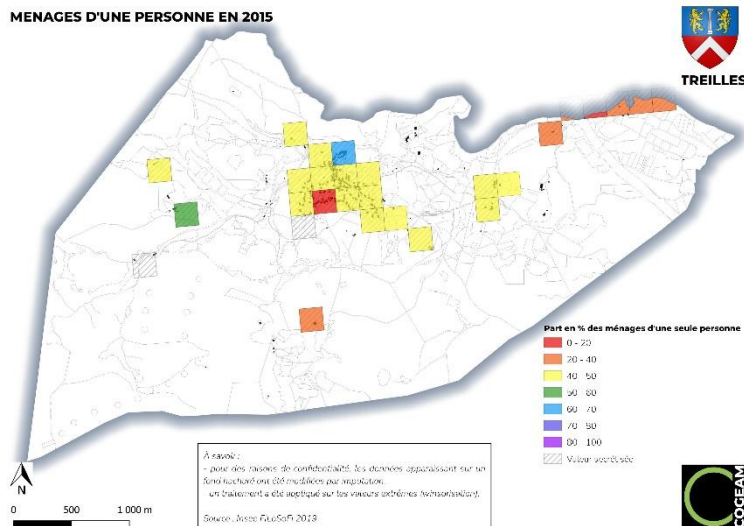 MENAGES D'UNE PERSONNE EN 2015
TREILLES
Part en % des ménages d'une seule personne
0 - 20
20 - 40
40 - 50
50 - 60
60 - 70
70 - 80
80 - 100
Valeur secrétisée
À savoir :
- pour des raisons de confidentialité, les données apparaissant sur un
fond hachuré ont été modifiées par imputation.
- un traitement a été appliqué sur les valeurs extrêmes (winsorisation).
Source : Insee FiLoSoFi 2019
N
0 500 1 000 m
COGEAM